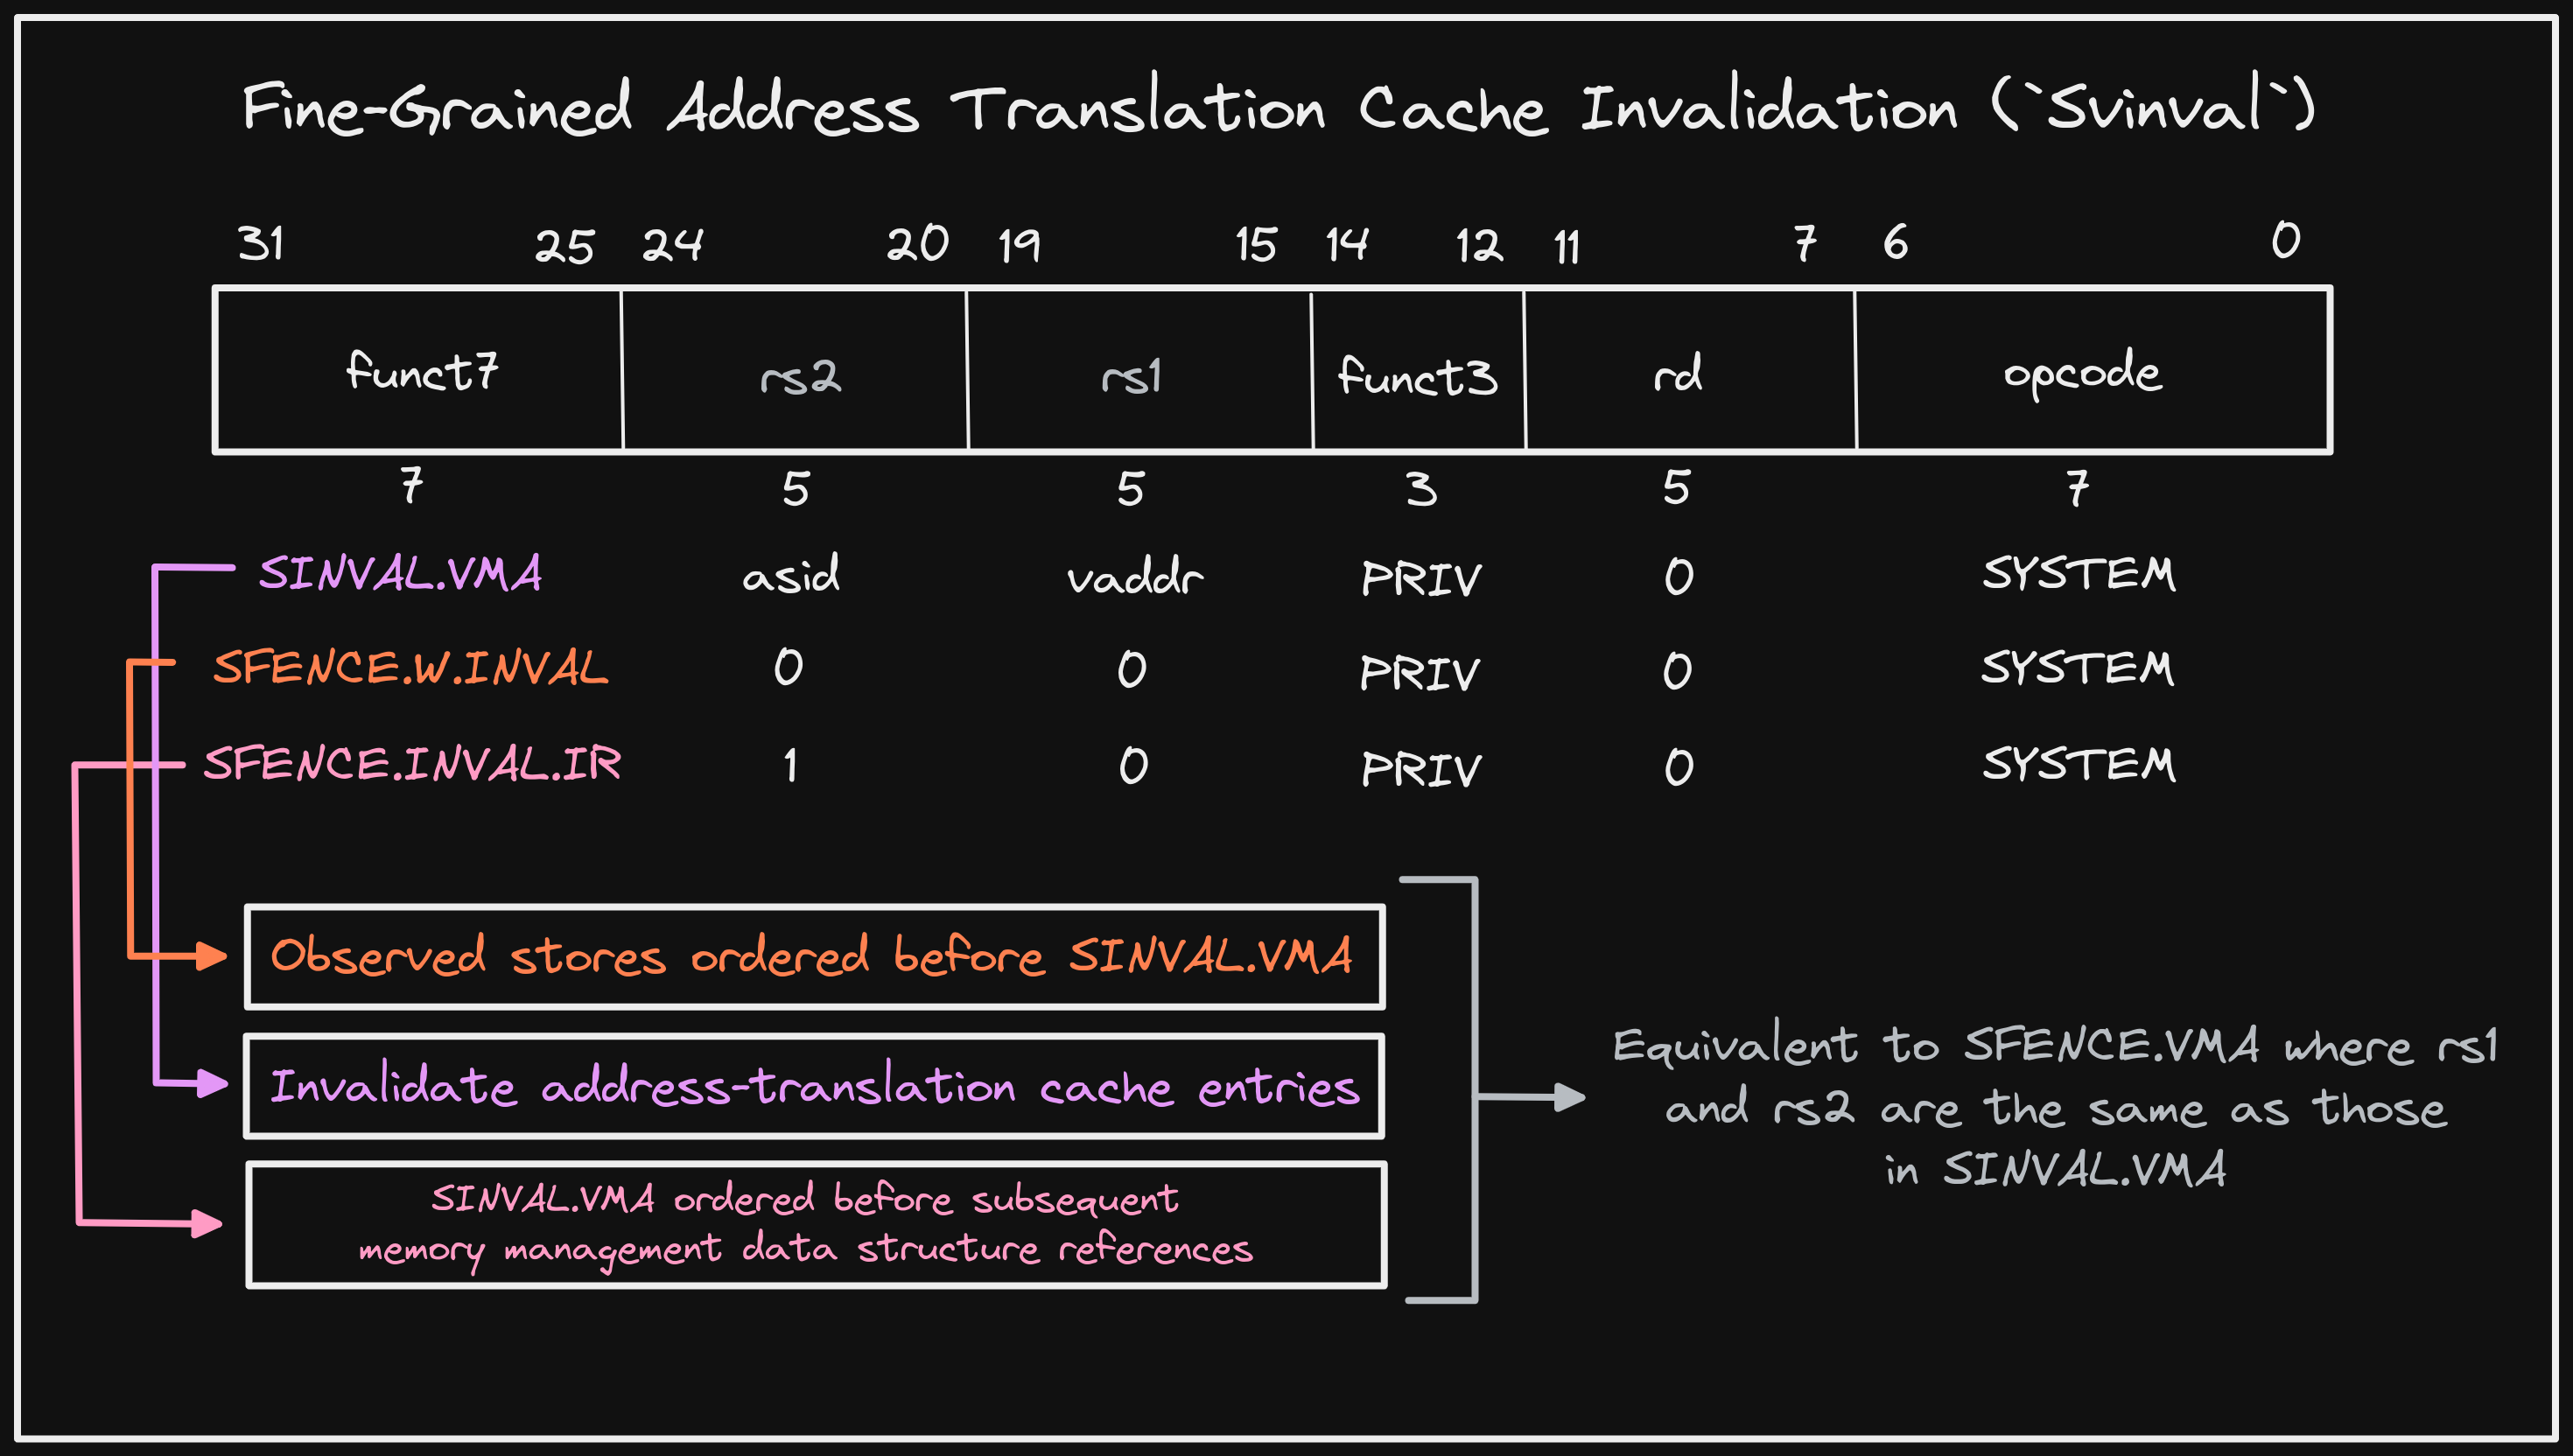 Fine-Grained Address Translation Cache Invalidation (`Svinval`)
31 25 24 20 19 15 14 12 11 7 6 0
funct7 rs2 rs1 funct3 rd opcode
7 5 5 3 5 7
SINVAL.VMA asid vaddr PRIV 0 SYSTEM
SFENCE.W.INVAL 0 0 PRIV 0 SYSTEM
SFENCE.INVAL.IR 1 0 PRIV 0 SYSTEM
Observed stores ordered before SINVAL.VMA
Invalidate address-translation cache entries
SINVAL.VMA ordered before subsequent
memory management data structure references
Equivalent to SFENCE.VMA where rs1
and rs2 are the same as those
in SINVAL.VMA